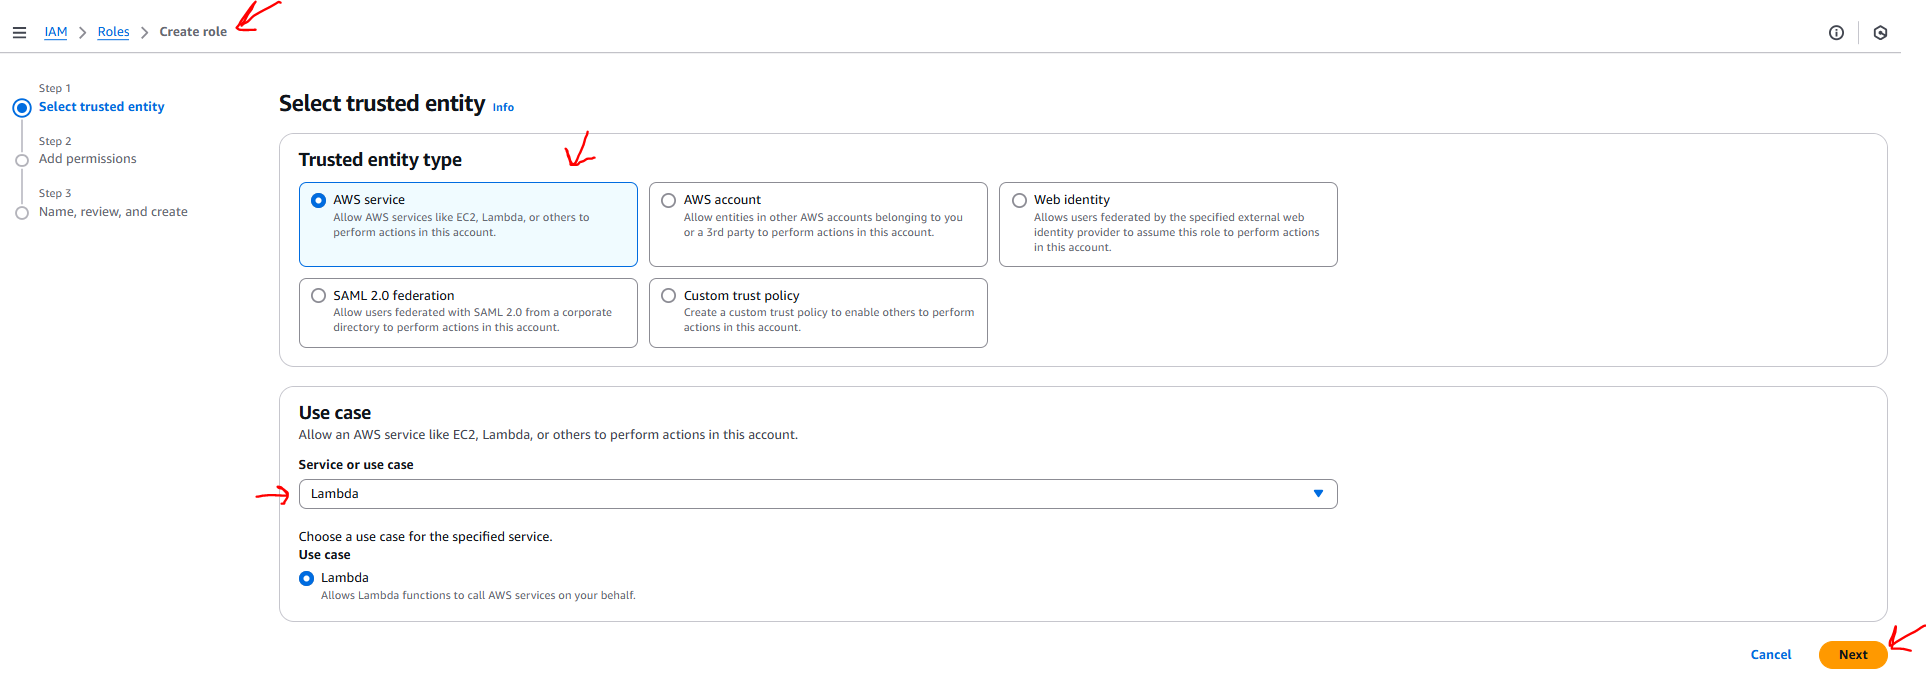 IAM > Roles > Create role
Step 1
Select trusted entity
Step 2
Add permissions
Step 3
Name, review, and create
Select trusted entity Info
Trusted entity type
AWS service
Allow AWS services like EC2, Lambda, or others to
perform actions in this account.
AWS account
Allow entities in other AWS accounts belonging to you
or a 3rd party to perform actions in this account.
Web identity
Allows users federated by the specified external web
identity provider to assume this role to perform actions
in this account.
SAML 2.0 federation
Allow users federated with SAML 2.0 from a corporate
directory to perform actions in this account.
Custom trust policy
Create a custom trust policy to enable others to perform
actions in this account.
Use case
Allow an AWS service like EC2, Lambda, or others to perform actions in this account.
Service or use case
Lambda
Choose a use case for the specified service.
Use case
Lambda
Allows Lambda functions to call AWS services on your behalf.
Cancel
Next